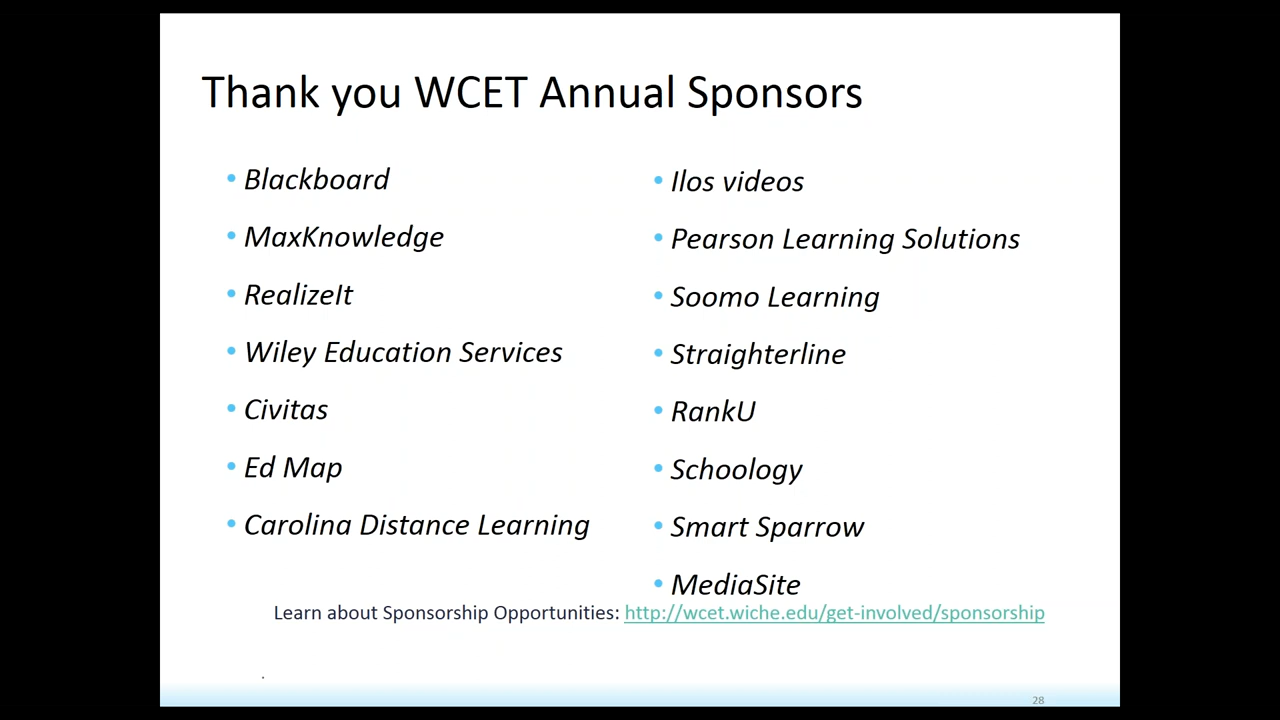 Thank you WCET Annual Sponsors
• Blackboard
• MaxKnowledge
• RealizeIt
• Wiley Education Services
• Civitas
• Ed Map
• Carolina Distance Learning
• Ilos videos
• Pearson Learning Solutions
• Soomo Learning
• Straighterline
• RankU
• Schoology
• Smart Sparrow
• MediaSite
Learn about Sponsorship Opportunities: http://wcet.wiche.edu/get-involved/sponsorship
.
28